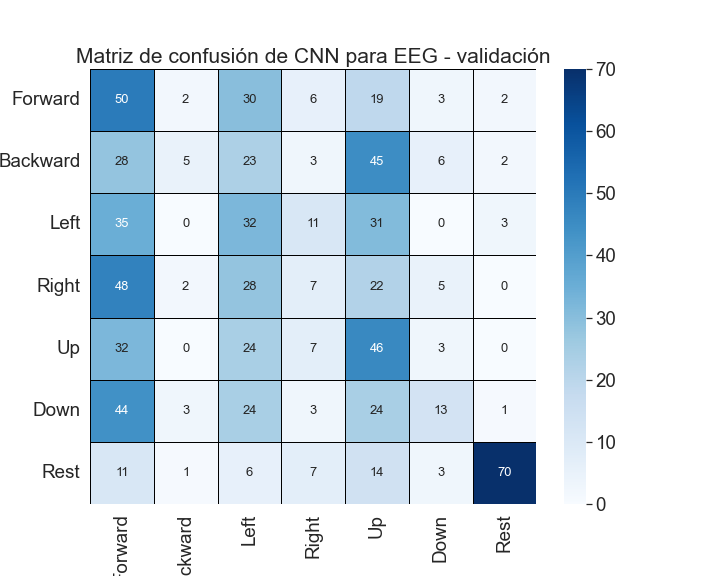 Matriz de confusión de CNN para EEG - validación
Forward 50 2 30 6 19 3 2
Backward 28 5 23 3 45 6 2
Left 35 0 32 11 31 0 3
Right 48 2 28 7 22 5 0
Up 32 0 24 7 46 3 0
Down 44 3 24 3 24 13 1
Rest 11 1 6 7 14 3 70
Forward ckward Left Right Up Down Rest
70
60
50
40
30
20
10
0